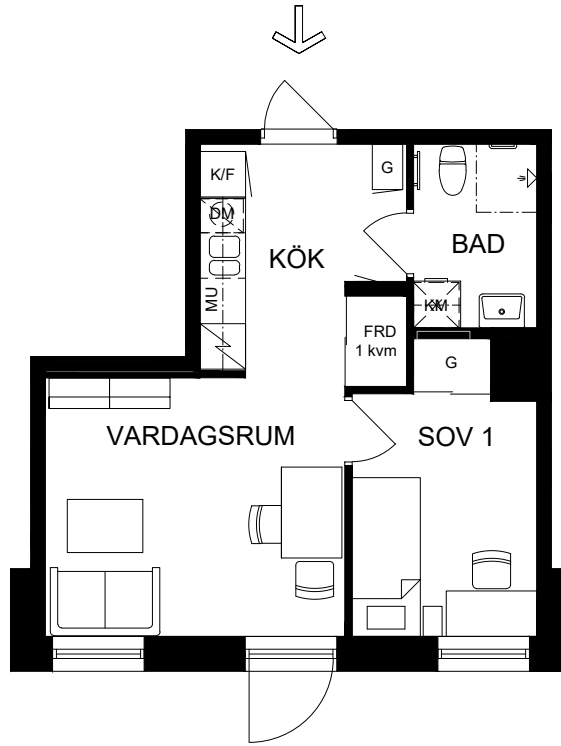 G
K/F
DM
BAD
KÖK
MU
KM
FRD
1 kvm
G
VARDAGSRUM
SOV 1